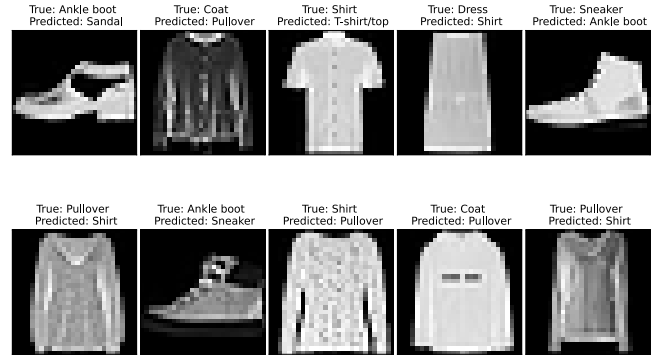 True: Ankle boot
Predicted: Sandal
True: Coat
Predicted: Pullover
True: Shirt
Predicted: T-shirt/top
True: Dress
Predicted: Shirt
True: Sneaker
Predicted: Ankle boot
True: Pullover
Predicted: Shirt
True: Ankle boot
Predicted: Sneaker
True: Shirt
Predicted: Pullover
True: Coat
Predicted: Pullover
True: Pullover
Predicted: Shirt